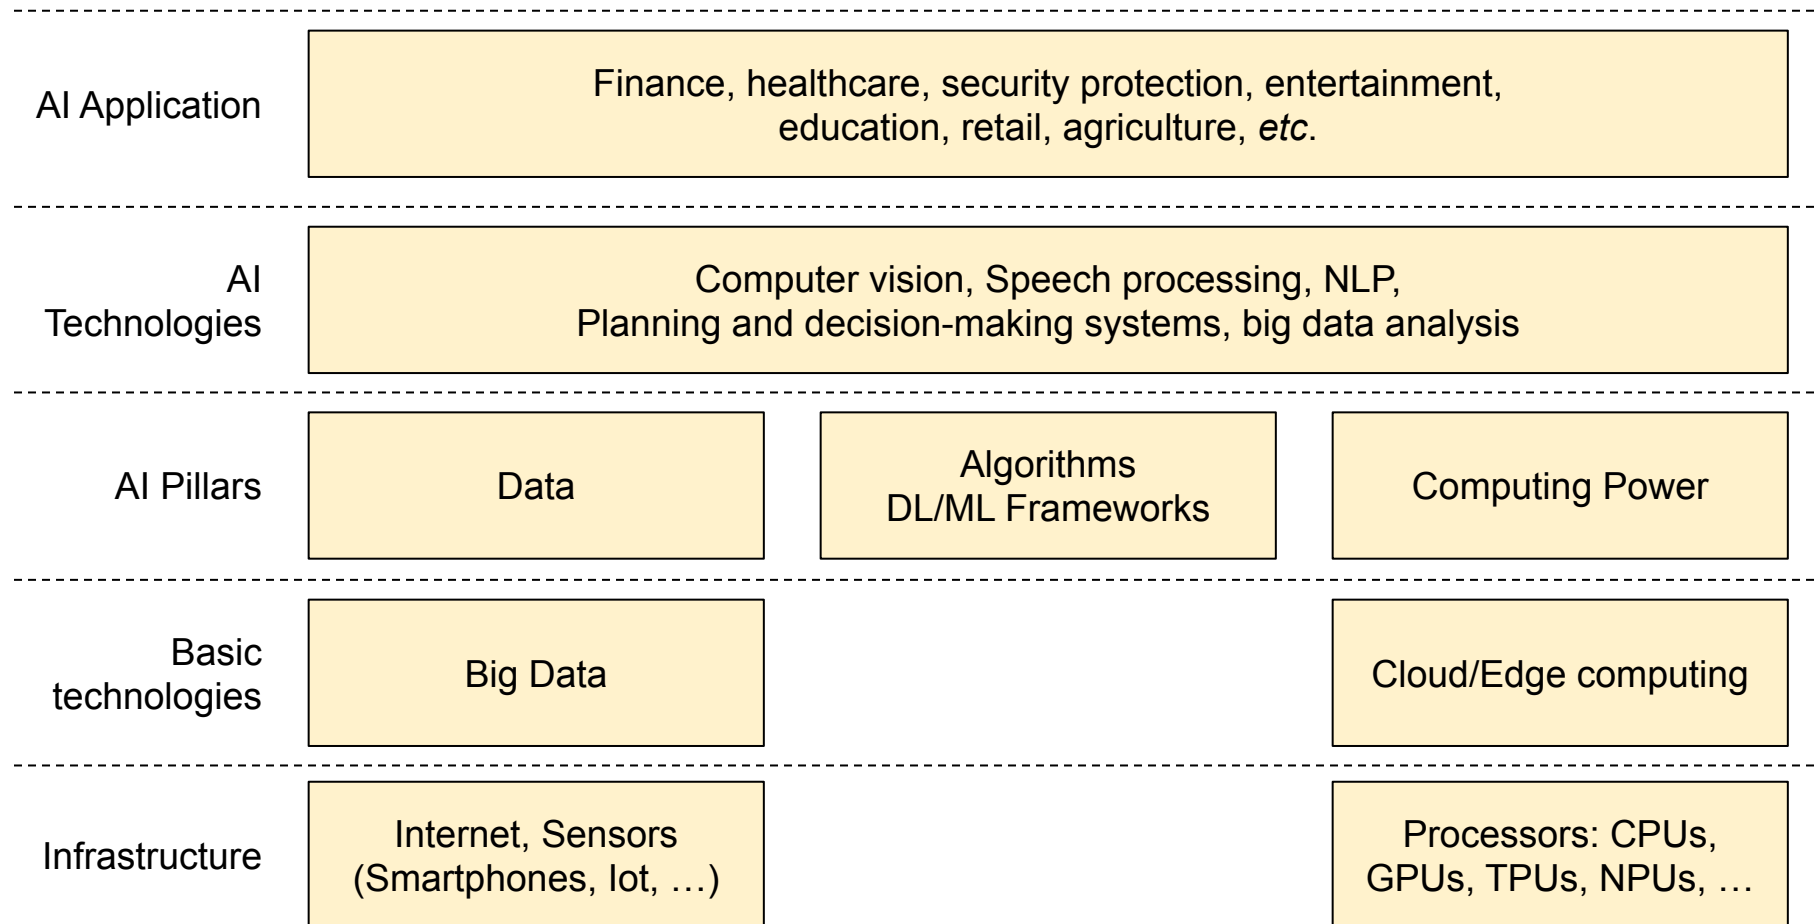 AI Application
Finance, healthcare, security protection, entertainment,
education, retail, agriculture, etc.
AI
Technologies
Computer vision, Speech processing, NLP,
Planning and decision-making systems, big data analysis
AI Pillars
Data
Algorithms
DL/ML Frameworks
Computing Power
Basic
technologies
Big Data
Cloud/Edge computing
Infrastructure
Internet, Sensors
(Smartphones, Iot, …)
Processors: CPUs,
GPUs, TPUs, NPUs, …